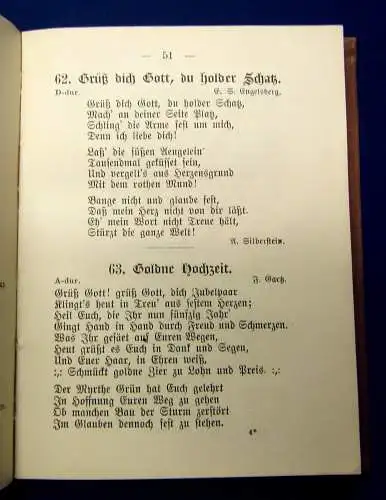 — 51 —
62. Grüß dich Gott, du holder Schatz.
D-dur. E. S. Engelsberg.
Grüß dich Gott, du holder Schatz,
Mach' an deiner Seite Platz,
Schling' die Arme fest um mich,
Denn ich liebe dich!
Laß' die süßen Aeugelein'
Tausendmal geküsset sein,
Und vergelt's aus Herzensgrund
Mit dem rothen Mund!
Bange nicht und glaube fest,
Daß mein Herz nicht von dir läßt.
Eh' mein Wort nicht Treue hält,
Stürzt die ganze Welt!
A. Silberstein.
63. Goldne Hochzeit.
A-dur. F. Gartz.
Grüß Gott! grüß Gott, dich Jubelpaar
Klingt's heut in Treu' aus festem Herzen;
Heil Euch, die Ihr nun fünfzig Jahr'
Gingt Hand in Hand durch Freud und Schmerzen.
Was Ihr gesäet auf Euren Wegen,
Heut grüßt es Euch in Dank und Segen,
Und Euer Haar, in Ehren weiß,
:,: Schmückt goldne Zier zu Lohn und Preis. :,:
Der Myrthe Grün hat Euch gelehrt
In Hoffnung Euren Weg zu gehen
Ob manchen Bau der Sturm zerstört
Im Glauben dennoch fest zu stehen.
4*